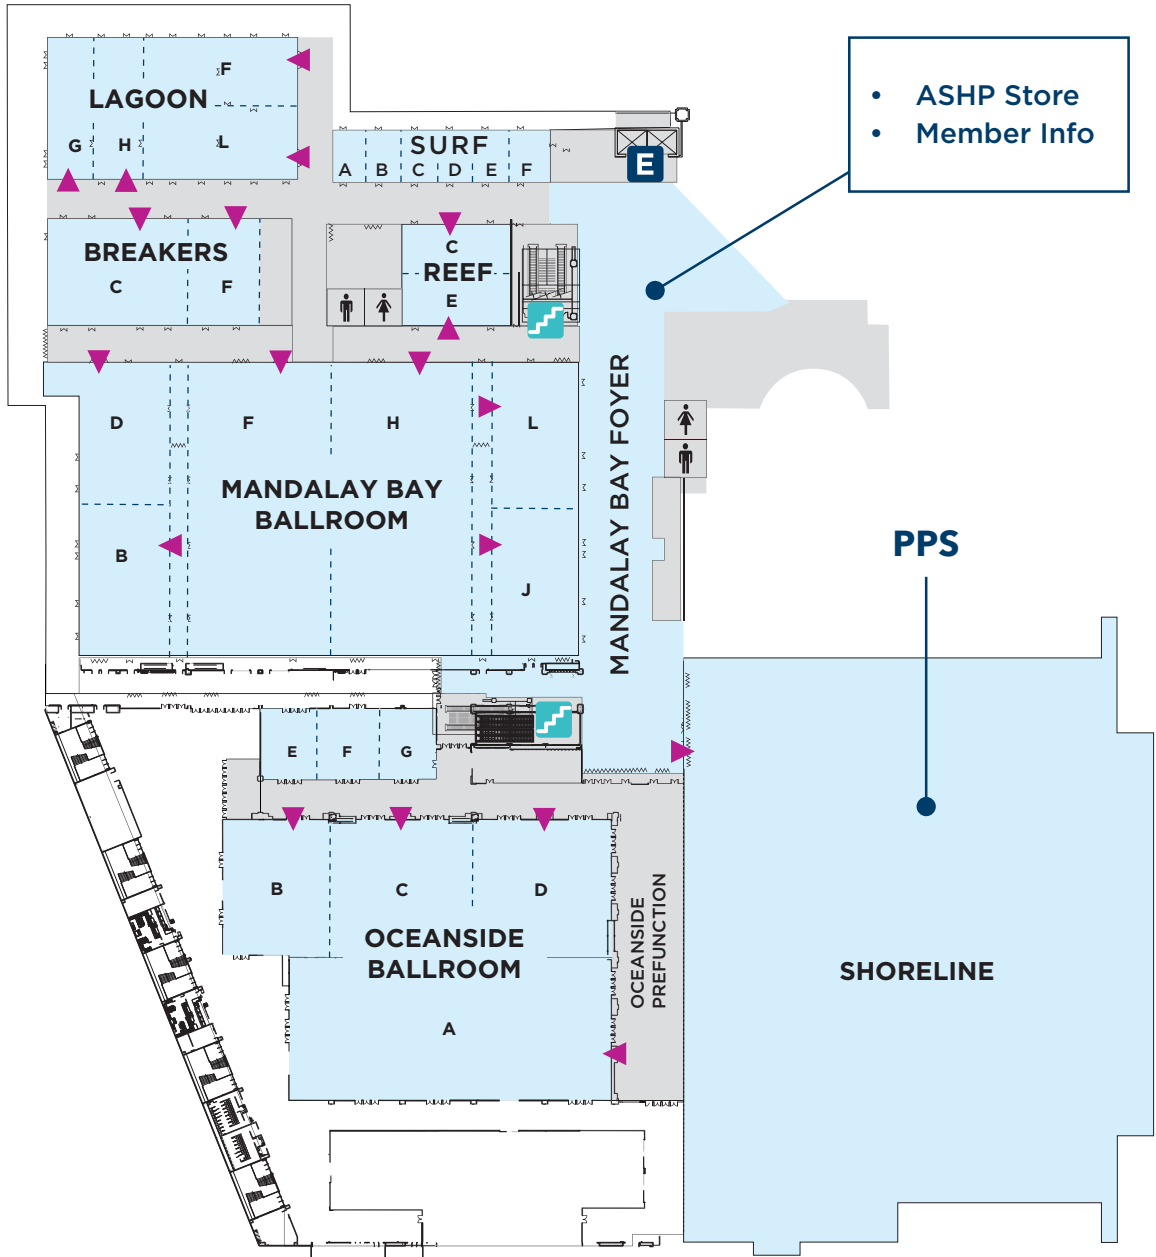 F
LAGOON
G
H
L
SURF
A B C D E F
E
• ASHP Store
• Member Info
BREAKERS
C
F
C
REEF
E
D
F
H
L
MANDALAY BAY
BALLROOM
B
J
MANDALAY BAY FOYER
PPS
E
F
G
B
C
D
OCEANSIDE
BALLROOM
A
OCEANSIDE
PREFUNCTION
SHORELINE